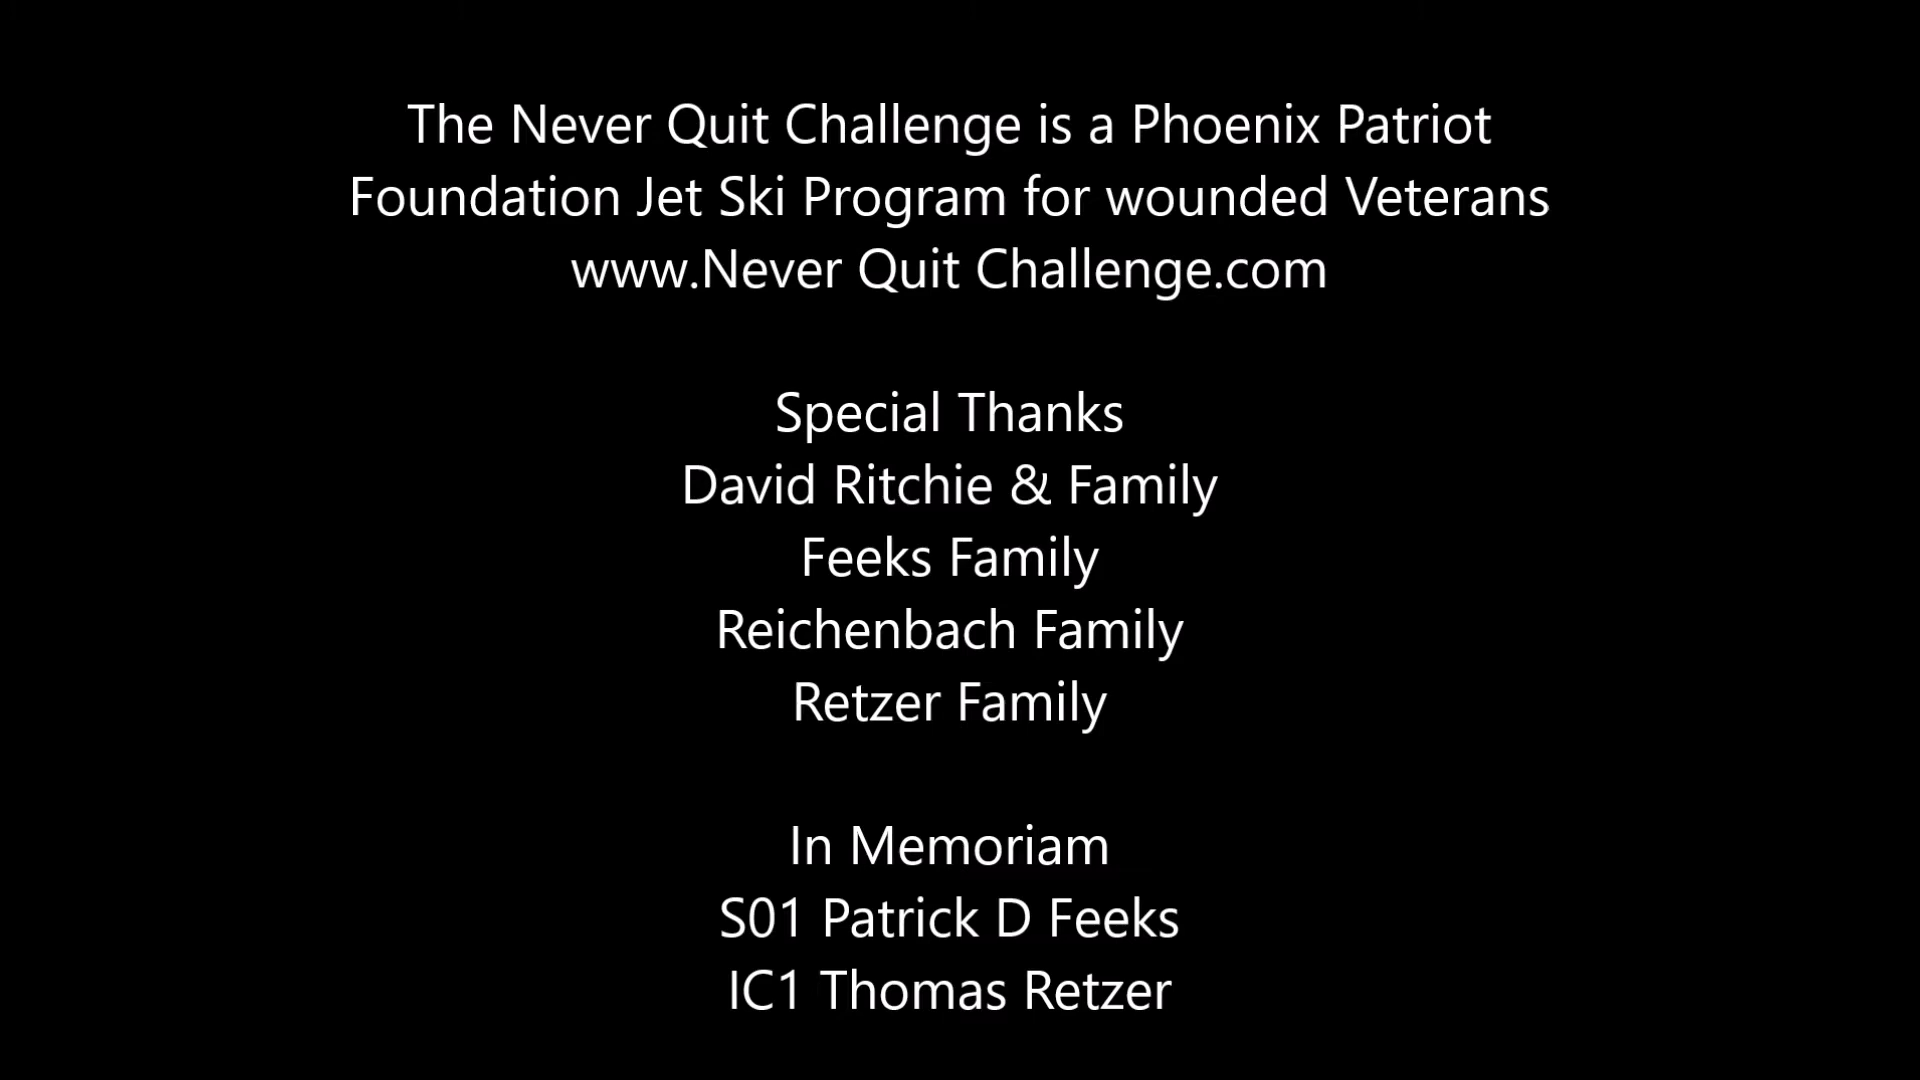 The Never Quit Challenge is a Phoenix Patriot
Foundation Jet Ski Program for wounded Veterans
www.Never Quit Challenge.com
Special Thanks
David Ritchie & Family
Feeks Family
Reichenbach Family
Retzer Family
In Memoriam
S01 Patrick D Feeks
IC1 Thomas Retzer